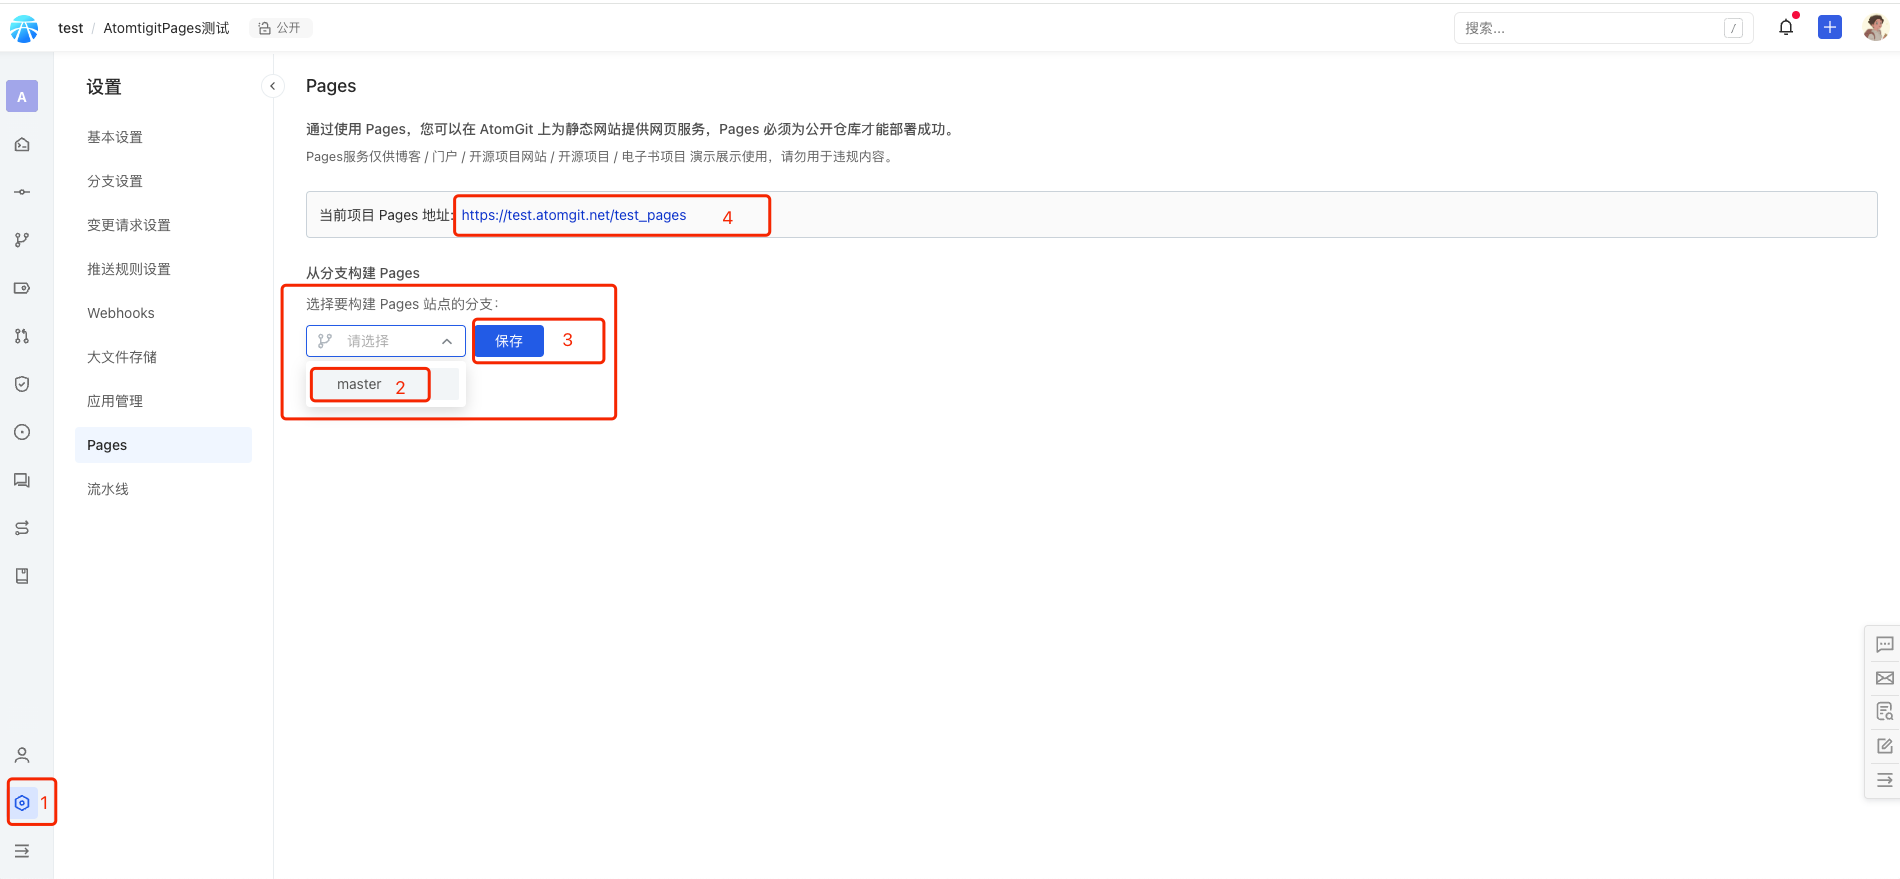 test / AtomtigitPages测试 公开
搜索... /
A
设置
基本设置
分支设置
变更请求设置
推送规则设置
Webhooks
大文件存储
应用管理
Pages
流水线
1
Pages
通过使用 Pages，您可以在 AtomGit 上为静态网站提供网页服务，Pages 必须为公开仓库才能部署成功。
Pages服务仅供博客 / 门户 / 开源项目网站 / 开源项目 / 电子书项目 演示展示使用，请勿用于违规内容。
当前项目 Pages 地址: https://test.atomgit.net/test_pages 4
从分支构建 Pages
选择要构建 Pages 站点的分支：
请选择 保存 3
master 2